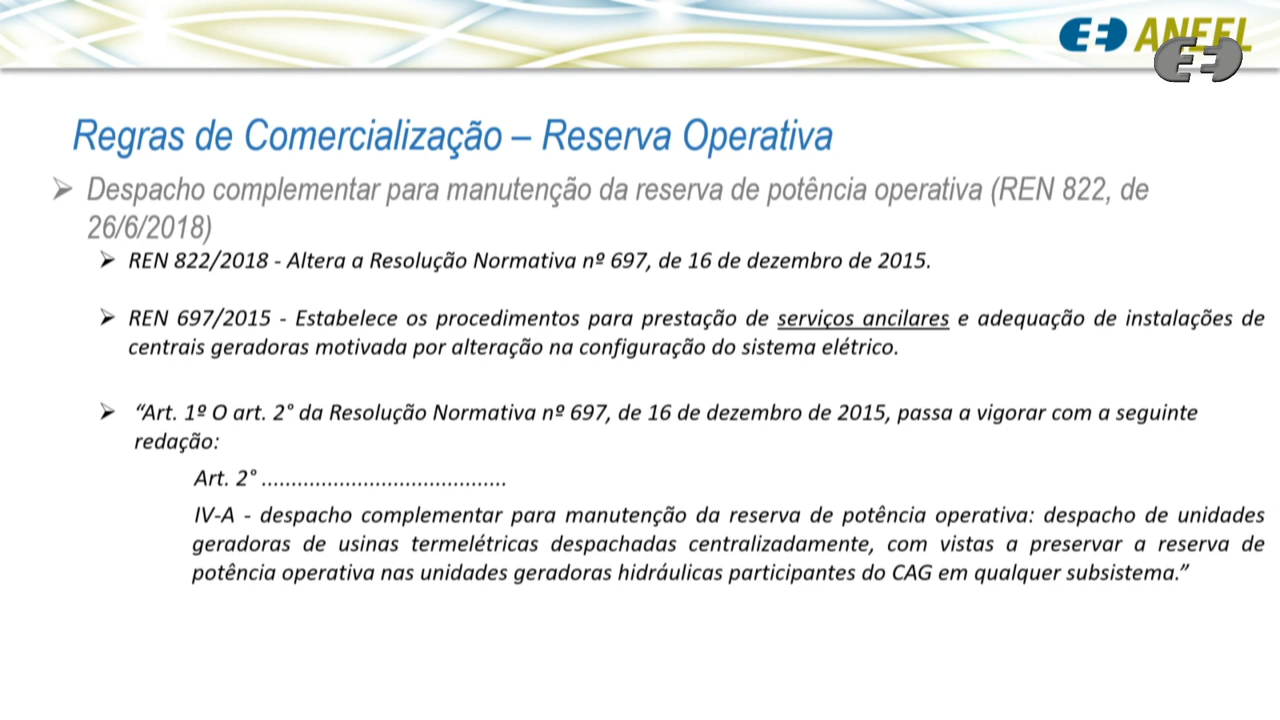 ANEEL
Regras de Comercialização – Reserva Operativa
Despacho complementar para manutenção da reserva de potência operativa (REN 822, de
26/6/2018)
REN 822/2018 - Altera a Resolução Normativa nº 697, de 16 de dezembro de 2015.
REN 697/2015 - Estabelece os procedimentos para prestação de serviços ancilares e adequação de instalações de
centrais geradoras motivada por alteração na configuração do sistema elétrico.
“Art. 1º O art. 2° da Resolução Normativa nº 697, de 16 de dezembro de 2015, passa a vigorar com a seguinte
redação:
Art. 2° .........................................
IV-A - despacho complementar para manutenção da reserva de potência operativa: despacho de unidades
geradoras de usinas termelétricas despachadas centralizadamente, com vistas a preservar a reserva de
potência operativa nas unidades geradoras hidráulicas participantes do CAG em qualquer subsistema.”